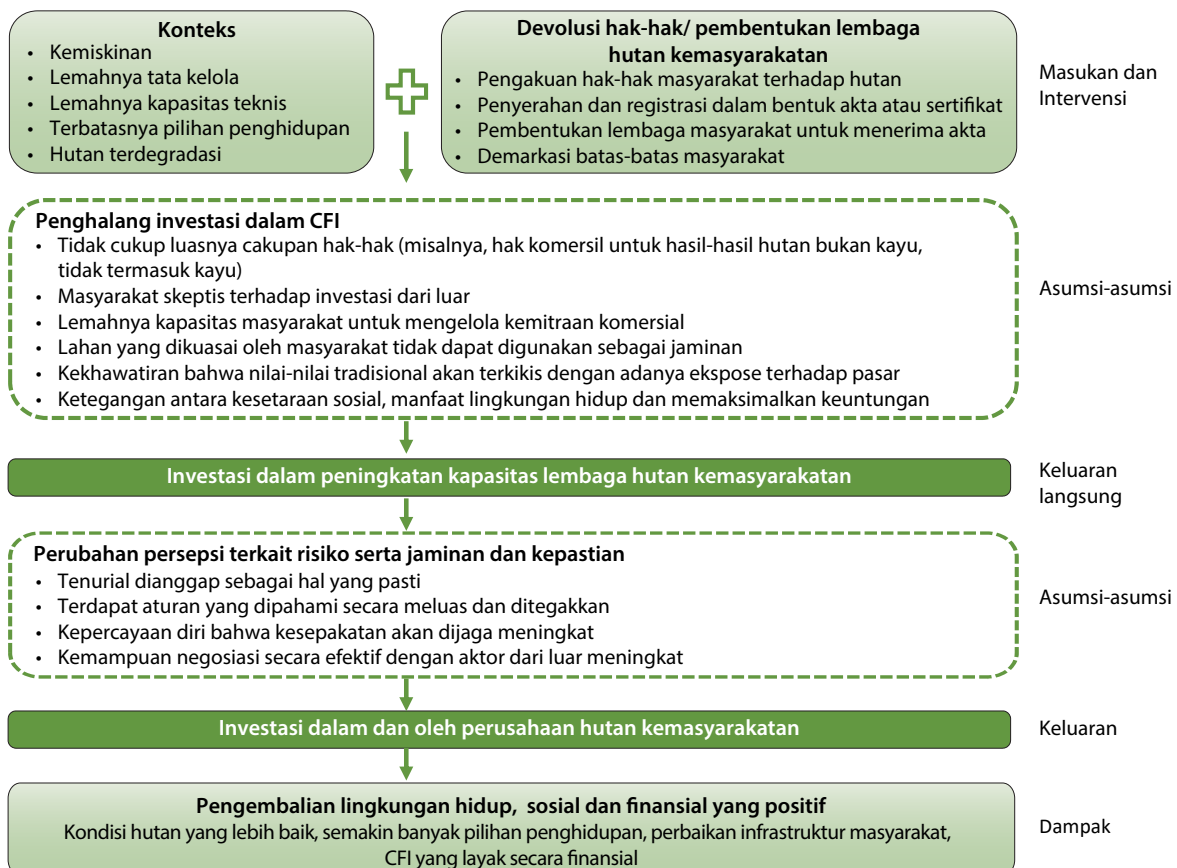 Konteks
• Kemiskinan
• Lemahnya tata kelola
• Lemahnya kapasitas teknis
• Terbatasnya pilihan penghidupan
• Hutan terdegradasi
Devolusi hak-hak/ pembentukan lembaga
hutan kemasyarakatan
• Pengakuan hak-hak masyarakat terhadap hutan
• Penyerahan dan registrasi dalam bentuk akta atau sertifikat
• Pembentukan lembaga masyarakat untuk menerima akta
• Demarkasi batas-batas masyarakat
Masukan dan
Intervensi
Penghalang investasi dalam CFI
• Tidak cukup luasnya cakupan hak-hak (misalnya, hak komersil untuk hasil-hasil hutan bukan kayu,
tidak termasuk kayu)
• Masyarakat skeptis terhadap investasi dari luar
• Lemahnya kapasitas masyarakat untuk mengelola kemitraan komersial
• Lahan yang dikuasai oleh masyarakat tidak dapat digunakan sebagai jaminan
• Kekhawatiran bahwa nilai-nilai tradisional akan terkikis dengan adanya ekspose terhadap pasar
• Ketegangan antara kesetaraan sosial, manfaat lingkungan hidup dan memaksimalkan keuntungan
Asumsi-asumsi
Investasi dalam peningkatan kapasitas lembaga hutan kemasyarakatan
Keluaran
langsung
Perubahan persepsi terkait risiko serta jaminan dan kepastian
• Tenurial dianggap sebagai hal yang pasti
• Terdapat aturan yang dipahami secara meluas dan ditegakkan
• Kepercayaan diri bahwa kesepakatan akan dijaga meningkat
• Kemampuan negosiasi secara efektif dengan aktor dari luar meningkat
Asumsi-asumsi
Investasi dalam dan oleh perusahaan hutan kemasyarakatan
Keluaran
Pengembalian lingkungan hidup, sosial dan finansial yang positif
Kondisi hutan yang lebih baik, semakin banyak pilihan penghidupan, perbaikan infrastruktur masyarakat,
CFI yang layak secara finansial
Dampak